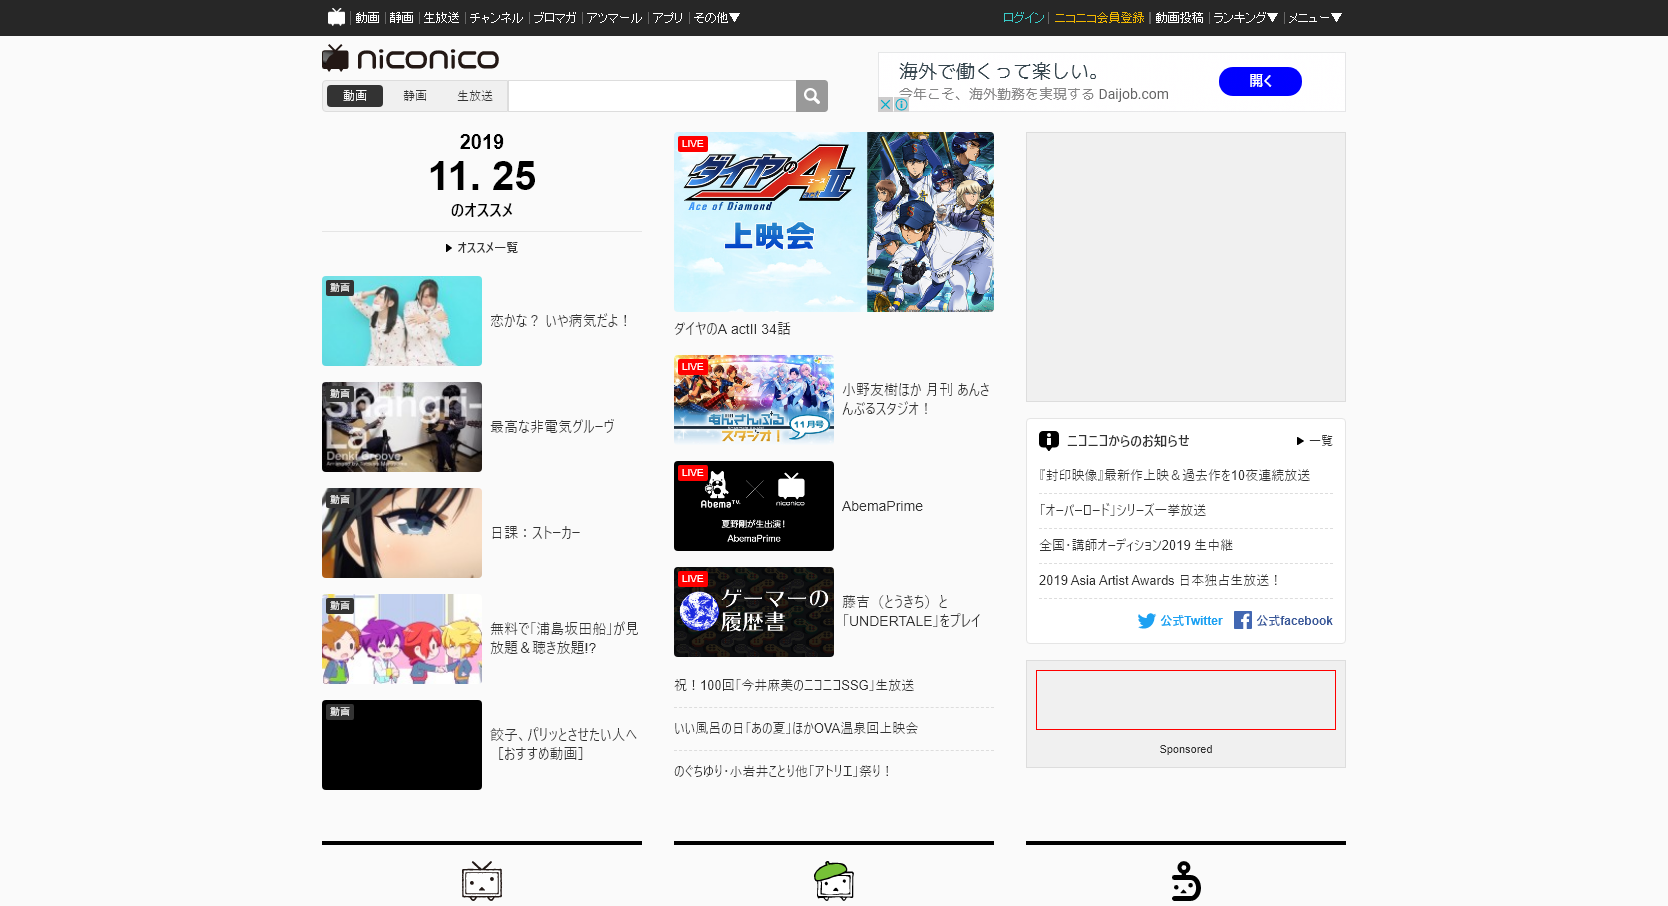 動画 静画 生放送 チャンネル ブロマガ アツマール アプリ その他▼
ログイン ニコニコ会員登録 動画投稿 ランキング▼ メニュー▼
niconico
動画 静画 生放送
海外で働くって楽しい。
今年こそ、海外勤務を実現する Daijob.com
開く
2019
11. 25
のオススメ
オススメ一覧
動画
恋かな？ いや病気だよ！
動画
Shangri-
La
Denki Groove
最高な非電気グルーヴ
動画
日課：ストーカー
動画
無料で「浦島坂田船」が見
放題＆聴き放題!?
動画
餃子、パリッとさせたい人へ
［おすすめ動画］
LIVE
ダイヤのA
エース
act II
Ace of Diamond
上映会
ダイヤのA actII 34話
LIVE
あんさんぶる
スタジオ！
11月号
小野友樹ほか 月刊 あんさ
んぶるスタジオ！
LIVE
AbemaTV
niconico
夏野剛が生出演！
AbemaPrime
AbemaPrime
LIVE
ゲーマーの
履歴書
藤吉（とうきち）と
「UNDERTALE」をプレイ
祝！100回「今井麻美のニコニコSSG」生放送
いい風呂の日「あの夏」ほかOVA温泉回上映会
のぐちゆり・小岩井ことり他「アトリエ」祭り！
ニコニコからのお知らせ
一覧
『封印映像』最新作上映＆過去作を10夜連続放送
「オーバーロード」シリーズ一挙放送
全国・講師オーディション2019 生中継
2019 Asia Artist Awards 日本独占生放送！
公式Twitter 公式facebook
Sponsored